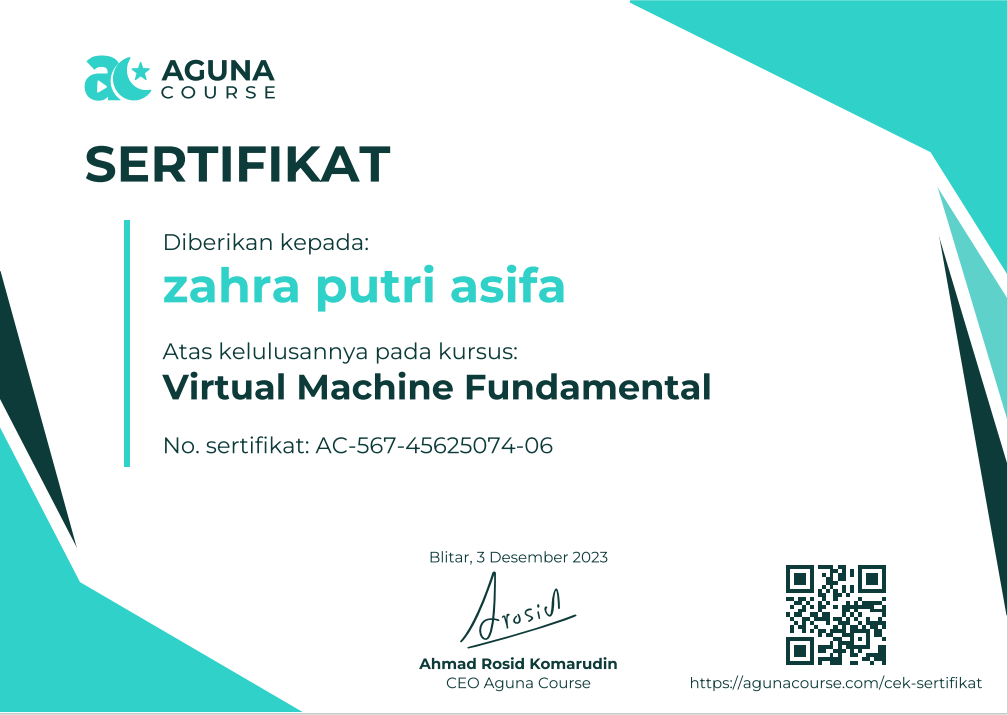 AGUNA
COURSE
SERTIFIKAT
Diberikan kepada:
zahra putri asifa
Atas kelulusannya pada kursus:
Virtual Machine Fundamental
No. sertifikat: AC-567-45625074-06
Blitar, 3 Desember 2023
Arosid
Ahmad Rosid Komarudin
CEO Aguna Course
https://agunacourse.com/cek-sertifikat